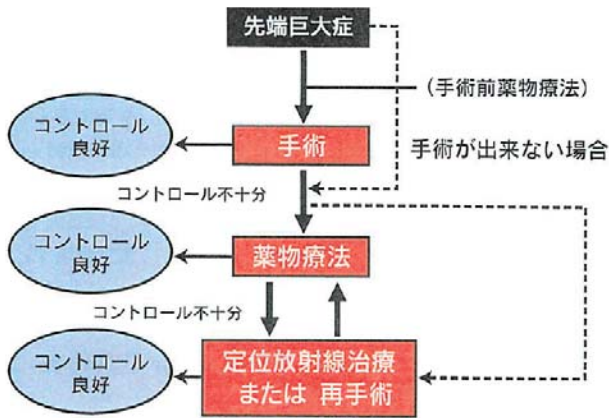 先端巨大症
(手術前薬物療法)
コントロール
良好
手術
手術が出来ない場合
コントロール不十分
コントロール
良好
薬物療法
コントロール不十分
コントロール
良好
定位放射線治療
または 再手術